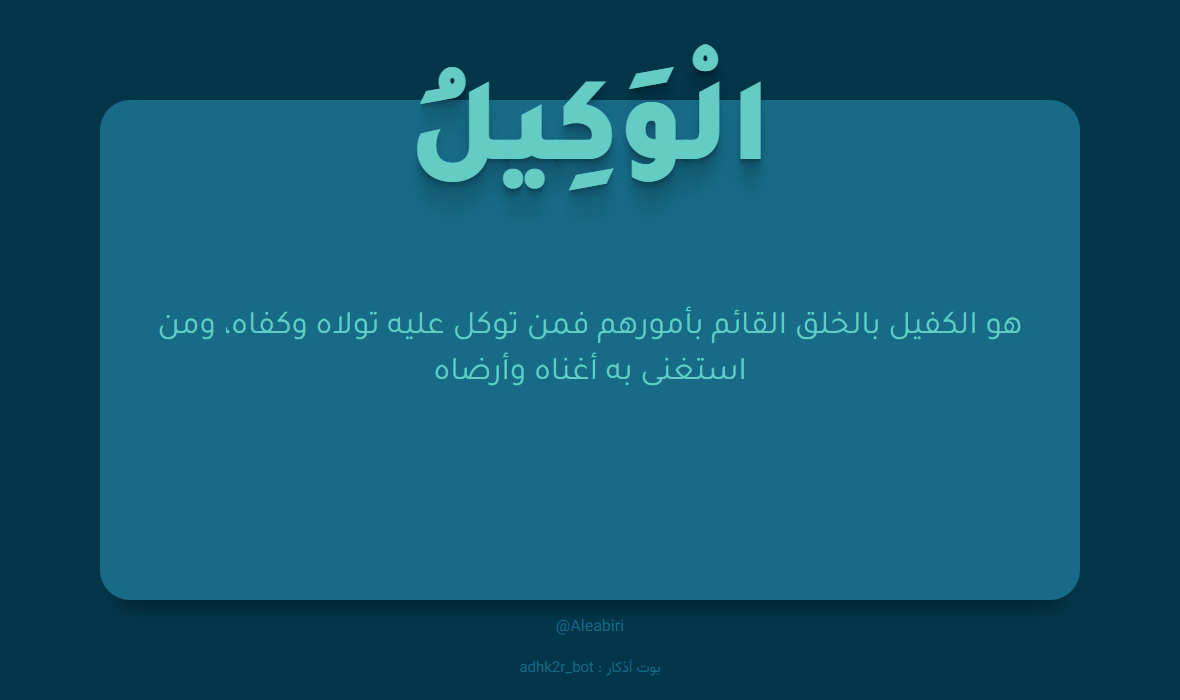 الْوَكِيلُ
هو الكفيل بالخلق القائم بأمورهم فمن توكل عليه تولاه وكفاه، ومن
استغنى به أغناه وأرضاه
@Aleabiri
بوت أذكار : adhk2r_bot